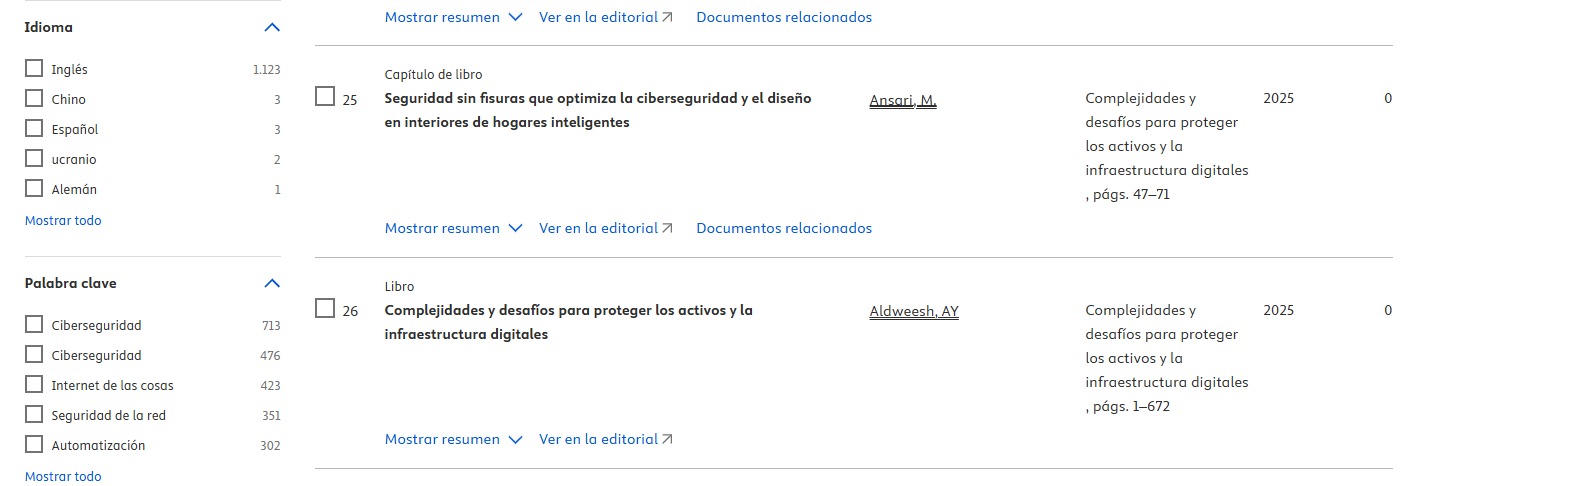 Idioma
Inglés 1.123
Chino 3
Español 3
ucranio 2
Alemán 1
Mostrar todo
Palabra clave
Ciberseguridad 713
Ciberseguridad 476
Internet de las cosas 423
Seguridad de la red 351
Automatización 302
Mostrar todo
Mostrar resumen Ver en la editorial Documentos relacionados
Capítulo de libro
25 Seguridad sin fisuras que optimiza la ciberseguridad y el diseño
en interiores de hogares inteligentes
Ansari, M.
Complejidades y
desafíos para proteger
los activos y la
infraestructura digitales
, págs. 47–71
2025
0
Mostrar resumen Ver en la editorial Documentos relacionados
Libro
26 Complejidades y desafíos para proteger los activos y la
infraestructura digitales
Aldweesh, AY
Complejidades y
desafíos para proteger
los activos y la
infraestructura digitales
, págs. 1–672
2025
0
Mostrar resumen Ver en la editorial